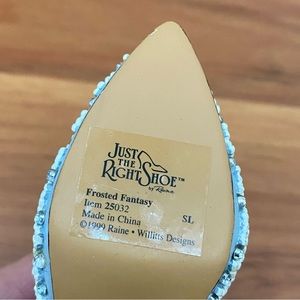 JUST
THE
RIGHT SHOE™
by Raine
Frosted Fantasy
Item 25032
Made in China SL
©1999 Raine • Willitts Designs